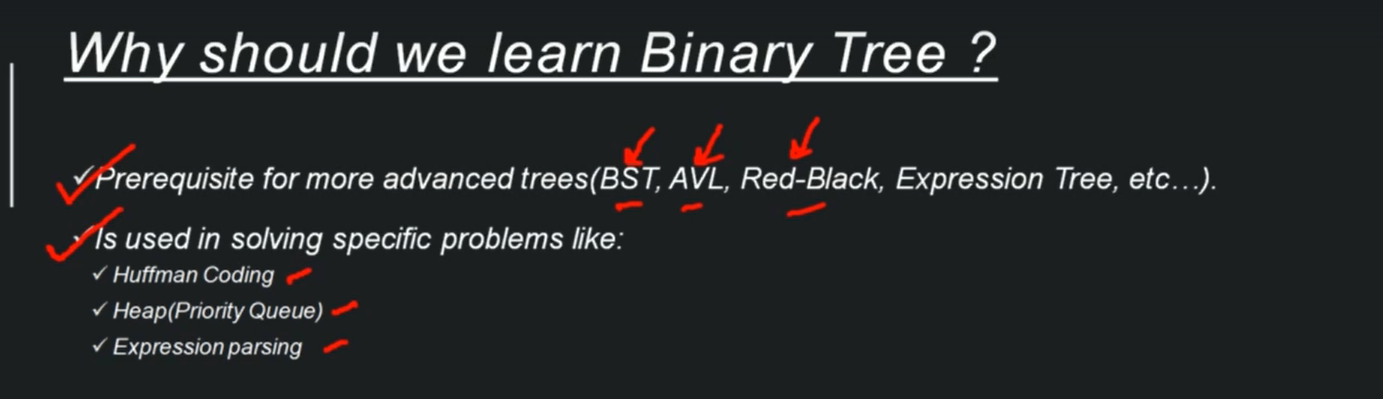 Why should we learn Binary Tree ?
✓ Prerequisite for more advanced trees(BST, AVL, Red-Black, Expression Tree, etc…).
✓ Is used in solving specific problems like:
✓ Huffman Coding
✓ Heap(Priority Queue)
✓ Expression parsing